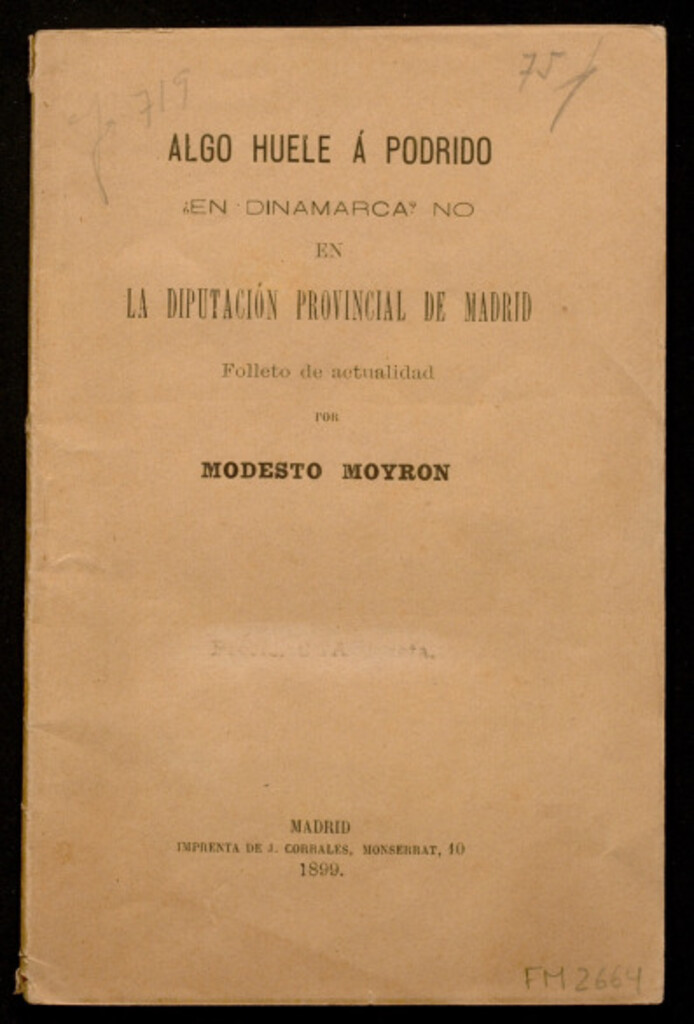 719
75
ALGO HUELE Á PODRIDO
¿EN DINAMARCA? NO
EN
LA DIPUTACIÓN PROVINCIAL DE MADRID
Folleto de actualidad
POR
MODESTO MOYRON
MADRID
IMPRENTA DE J. CORRALES, MONSERRAT, 10
1899.
FM 2664